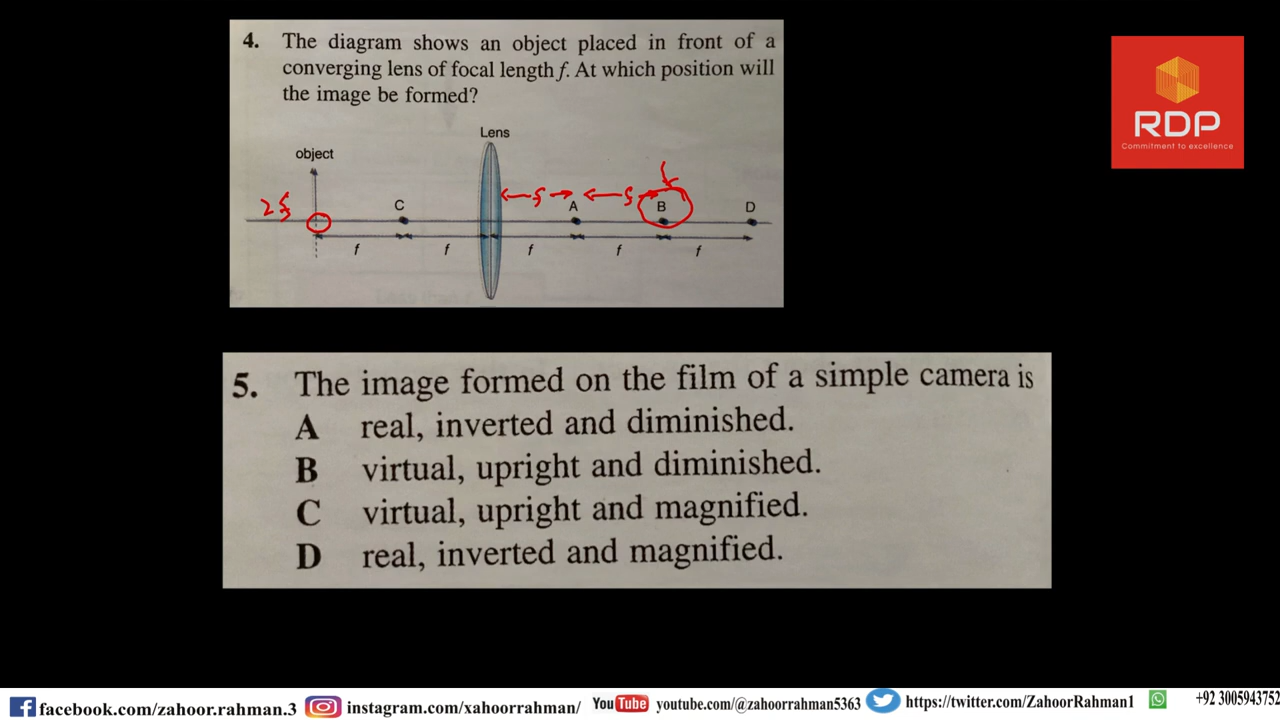 4. The diagram shows an object placed in front of a
converging lens of focal length f. At which position will
the image be formed?
Lens
object
2f
f
f
C
A
B
D
f
f
f
f
f
RDP
Commitment to excellence
5. The image formed on the film of a simple camera is
A real, inverted and diminished.
B virtual, upright and diminished.
C virtual, upright and magnified.
D real, inverted and magnified.
facebook.com/zahoor.rahman.3
instagram.com/xahoorrahman/
YouTube youtube.com/@zahoorrahman5363
https://twitter.com/ZahoorRahman1
+92 3005943752